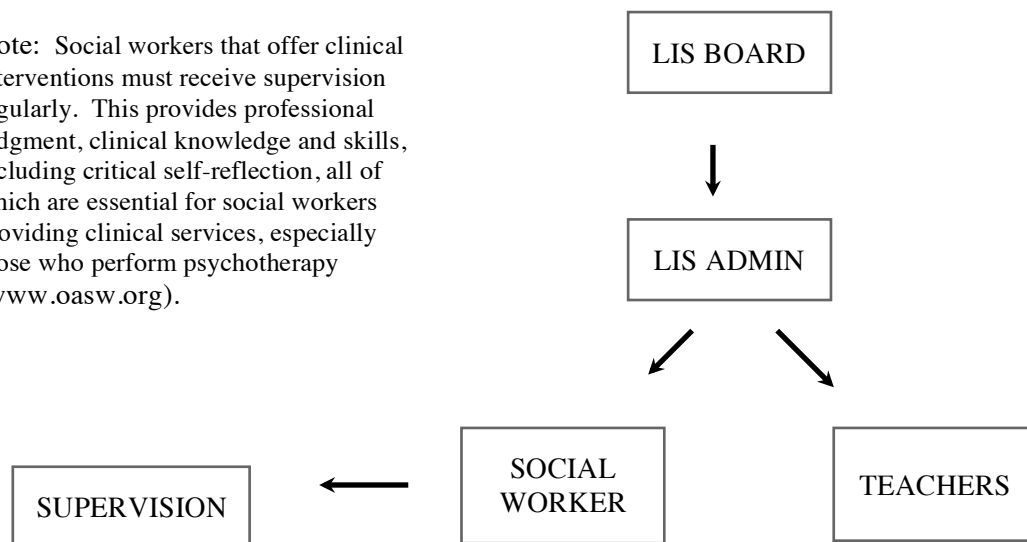 ote: Social workers that offer clinical
terventions must receive supervision
gularly. This provides professional
dgment, clinical knowledge and skills,
cluding critical self-reflection, all of
hich are essential for social workers
oviding clinical services, especially
ose who perform psychotherapy
www.oasw.org).
LIS BOARD
LIS ADMIN
SOCIAL
WORKER
TEACHERS
SUPERVISION